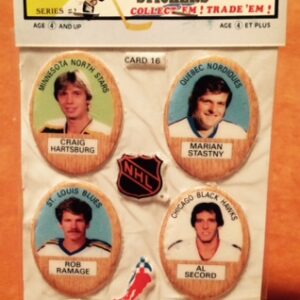 STICKERS
SERIES
COLLECT 'EM! TRADE 'EM!
AGE 4 AND UP
AGE 4 ET PLUS
CARD 16
MINNESOTA NORTH STARS
CRAIG
HARTSBURG
QUEBEC NORDIQUES
MARIAN
STASTNY
NHL
ST. LOUIS BLUES
ROB
RAMAGE
CHICAGO BLACK HAWKS
AL
SECORD